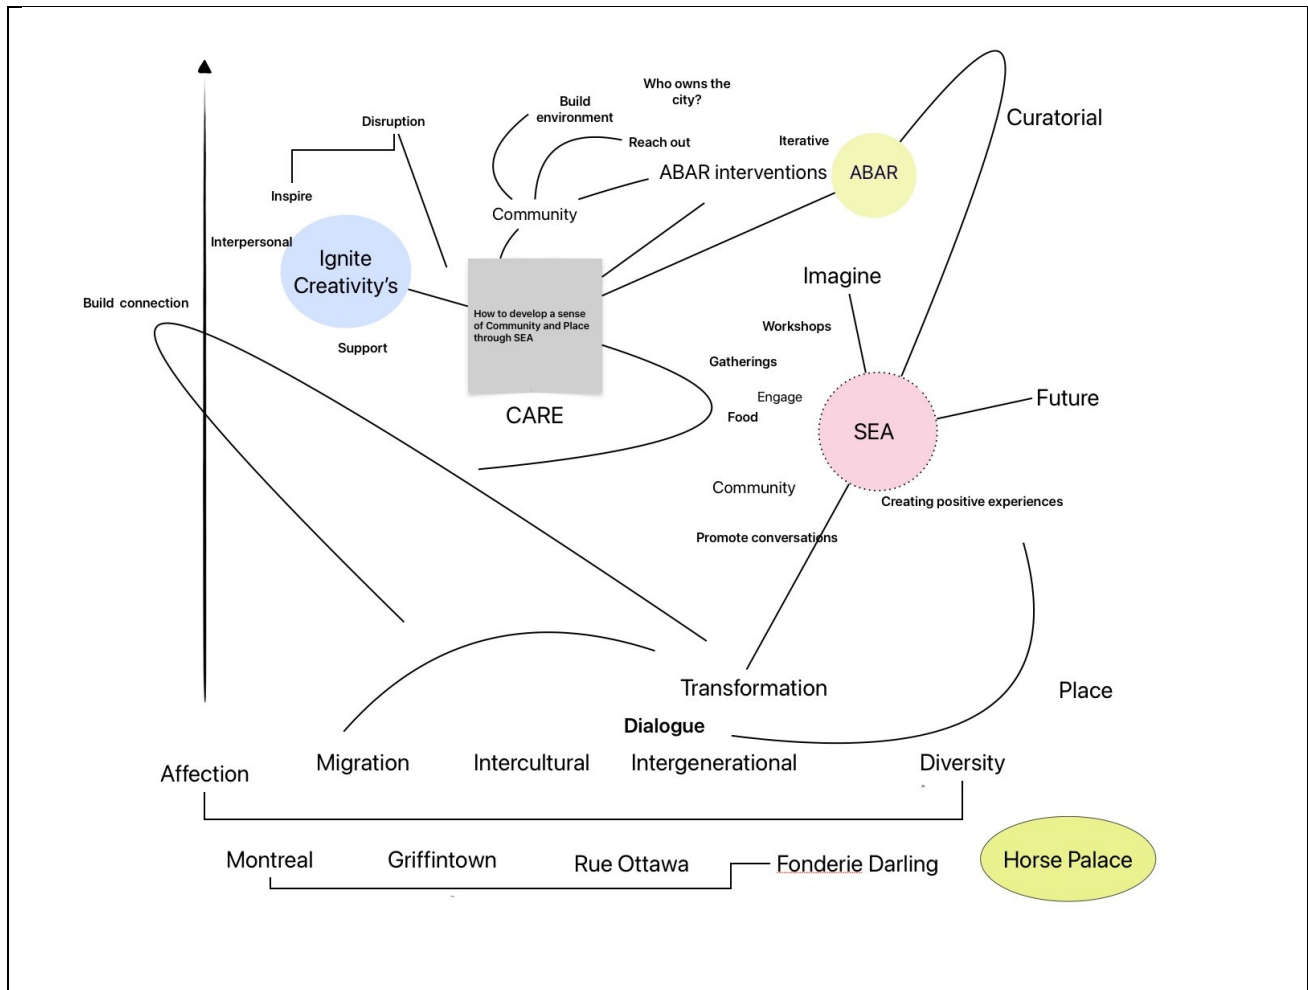 Who owns the
city?
Build
environment
Disruption
Curatorial
Reach out
Iterative
ABAR interventions
ABAR
Inspire
Community
Interpersonal
Ignite
Creativity’s
Imagine
Build  connection
How to develop a sense
of Community and Place
through SEA
Workshops
Support
Gatherings
Engage
Future
CARE
Food
SEA
Community
Creating positive experiences
Promote conversations
Transformation
Place
Dialogue
Migration
Intercultural
Intergenerational
Diversity
Affection
Montreal
Griffintown
Rue Ottawa
Fonderie Darling
Horse Palace